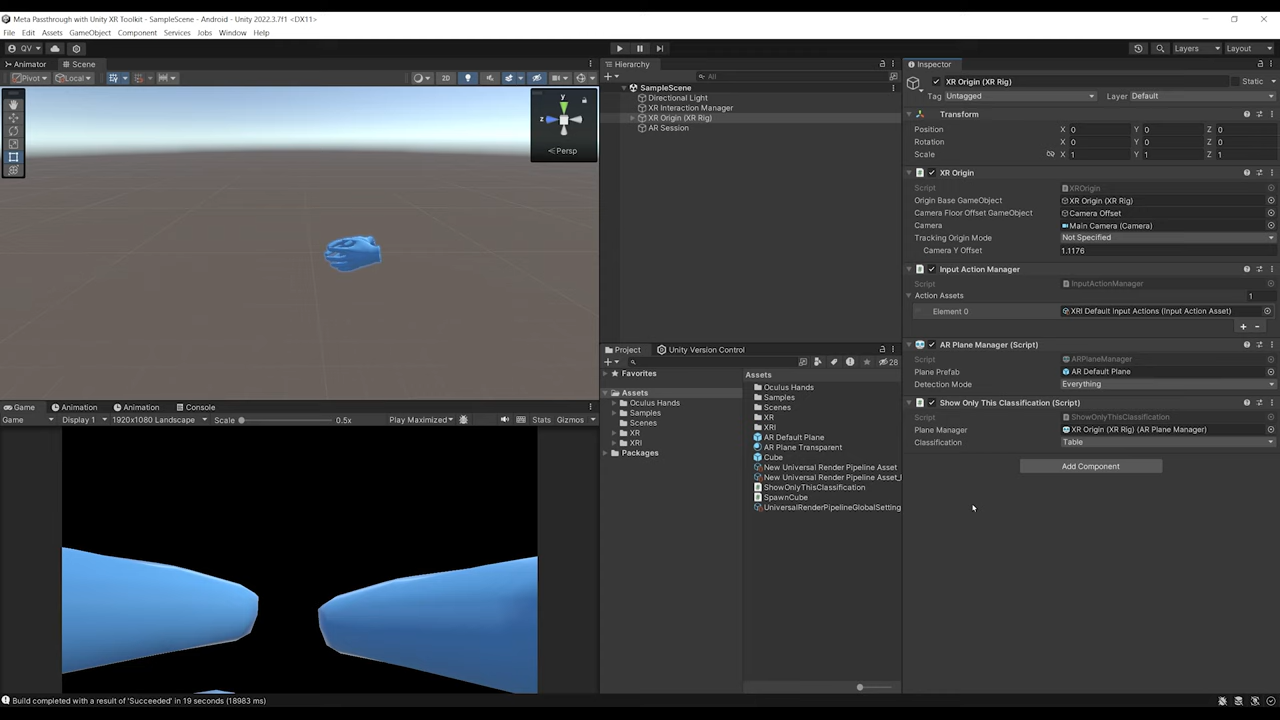 Meta Passthrough with Unity XR Toolkit - SampleScene - Android - Unity 2022.3.7f1 <DX11>
File Edit Assets GameObject Component Services Jobs Window Help
QV Layers Layout
Animator Scene
Pivot Local 2D
y
z
Persp
Hierarchy
All
SampleScene
Directional Light
XR Interaction Manager
XR Origin (XR Rig)
AR Session
Project Unity Version Control
28
Favorites
Assets
Oculus Hands
Samples
Scenes
XR
XRI
Packages
Assets
Oculus Hands
Samples
Scenes
XR
XRI
AR Default Plane
AR Plane Transparent
Cube
New Universal Render Pipeline Asset
New Universal Render Pipeline Asset_
ShowOnlyThisClassification
SpawnCube
UniversalRenderPipelineGlobalSetting
Game Animation Animation Console
Game Display 1 1920x1080 Landscape Scale 0.5x Play Maximized Stats Gizmos
Inspector
XR Origin (XR Rig) Static
Tag Untagged Layer Default
Transform
Position X 0 Y 0 Z 0
Rotation X 0 Y 0 Z 0
Scale X 1 Y 1 Z 1
XR Origin
Script XROrigin
Origin Base GameObject XR Origin (XR Rig)
Camera Floor Offset GameObject Camera Offset
Camera Main Camera (Camera)
Tracking Origin Mode Not Specified
Camera Y Offset 1.1176
Input Action Manager
Script InputActionManager
Action Assets 1
Element 0 XRI Default Input Actions (Input Action Asset)
AR Plane Manager (Script)
Script ARPlaneManager
Plane Prefab AR Default Plane
Detection Mode Everything
Show Only This Classification (Script)
Script ShowOnlyThisClassification
Plane Manager XR Origin (XR Rig) (AR Plane Manager)
Classification Table
Add Component
Build completed with a result of 'Succeeded' in 19 seconds (18983 ms)